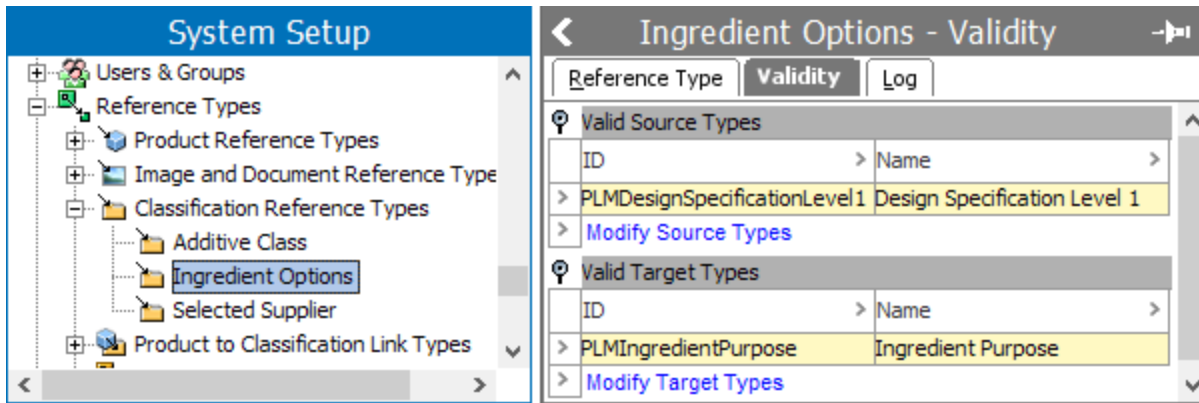 System Setup
Users & Groups
Reference Types
Product Reference Types
Image and Document Reference Type
Classification Reference Types
Additive Class
Ingredient Options
Selected Supplier
Product to Classification Link Types
Ingredient Options - Validity
Reference Type Validity Log
Valid Source Types
ID > Name >
> PLMDesignSpecificationLevel1 Design Specification Level 1
> Modify Source Types
Valid Target Types
ID > Name >
> PLMIngredientPurpose Ingredient Purpose
> Modify Target Types